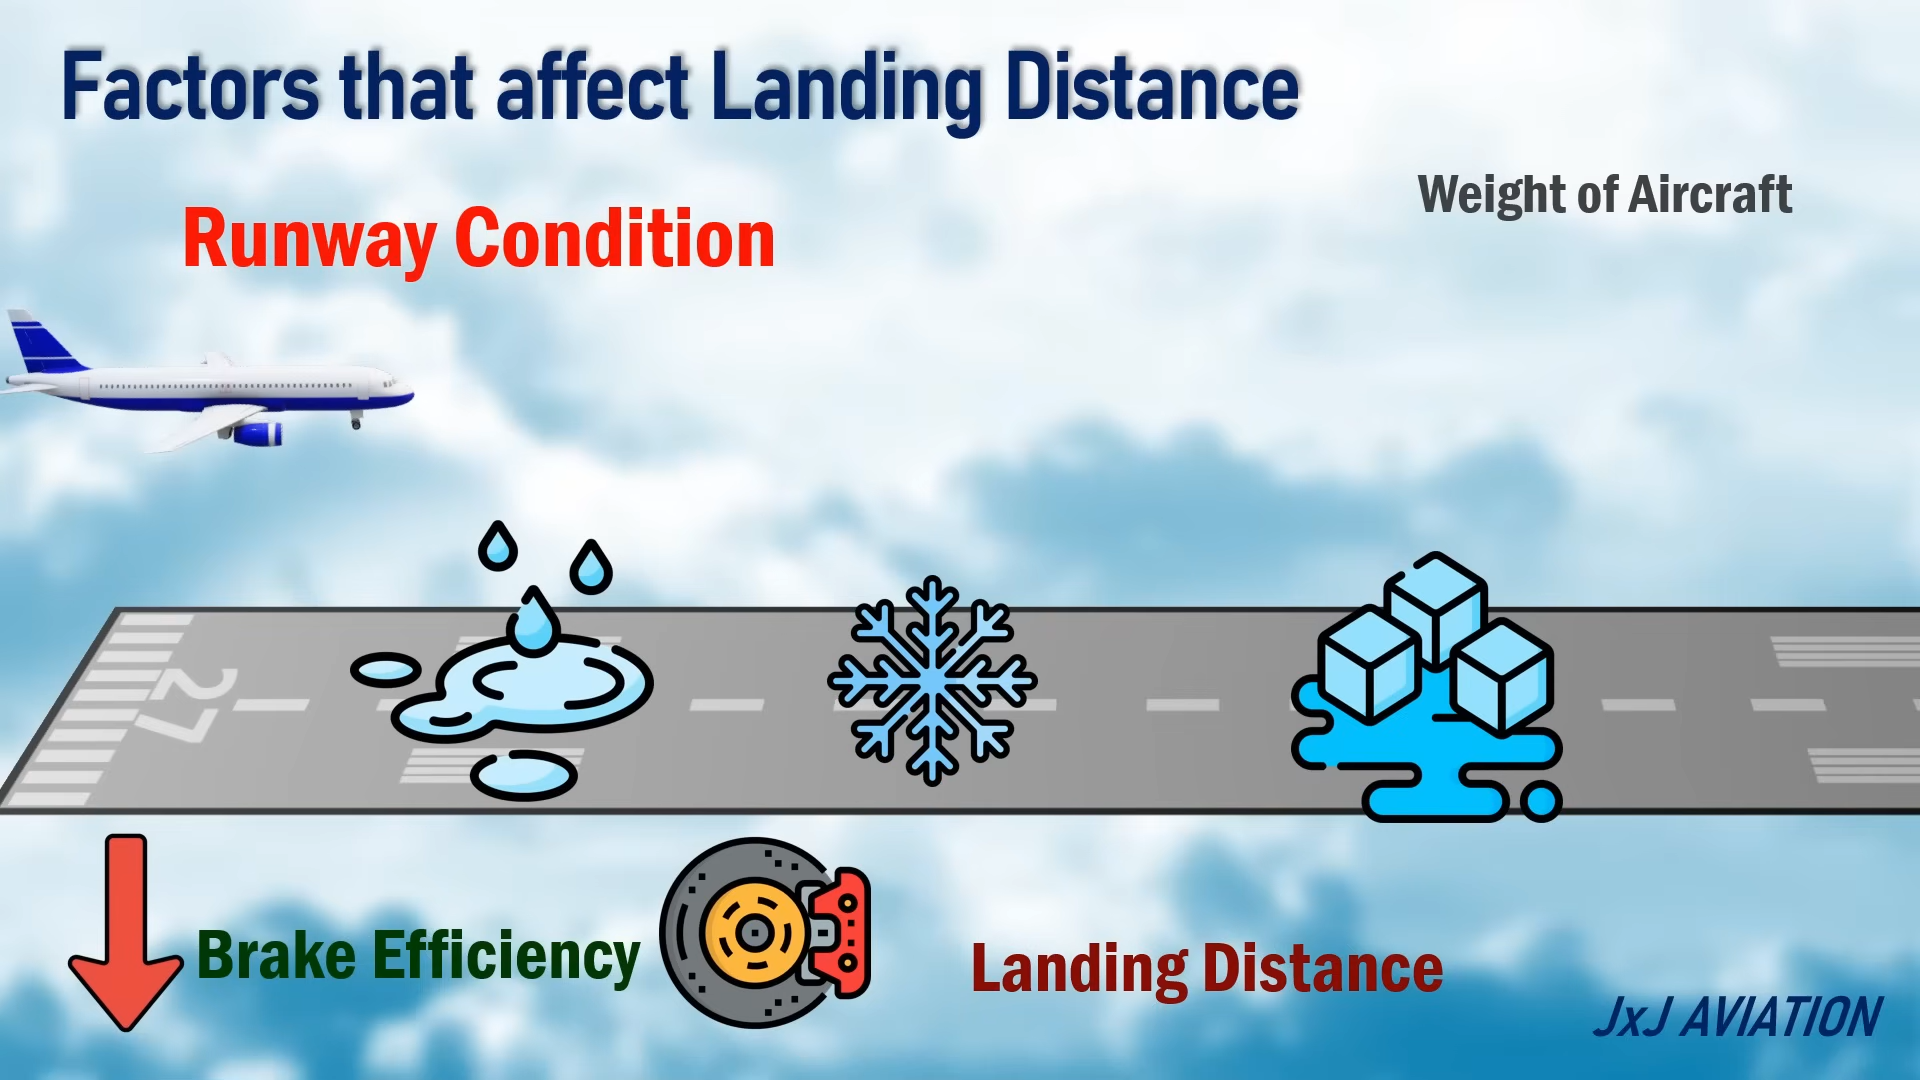 Factors that affect Landing Distance
Weight of Aircraft
Runway Condition
27
Brake Efficiency
Landing Distance
JxJ AVIATION